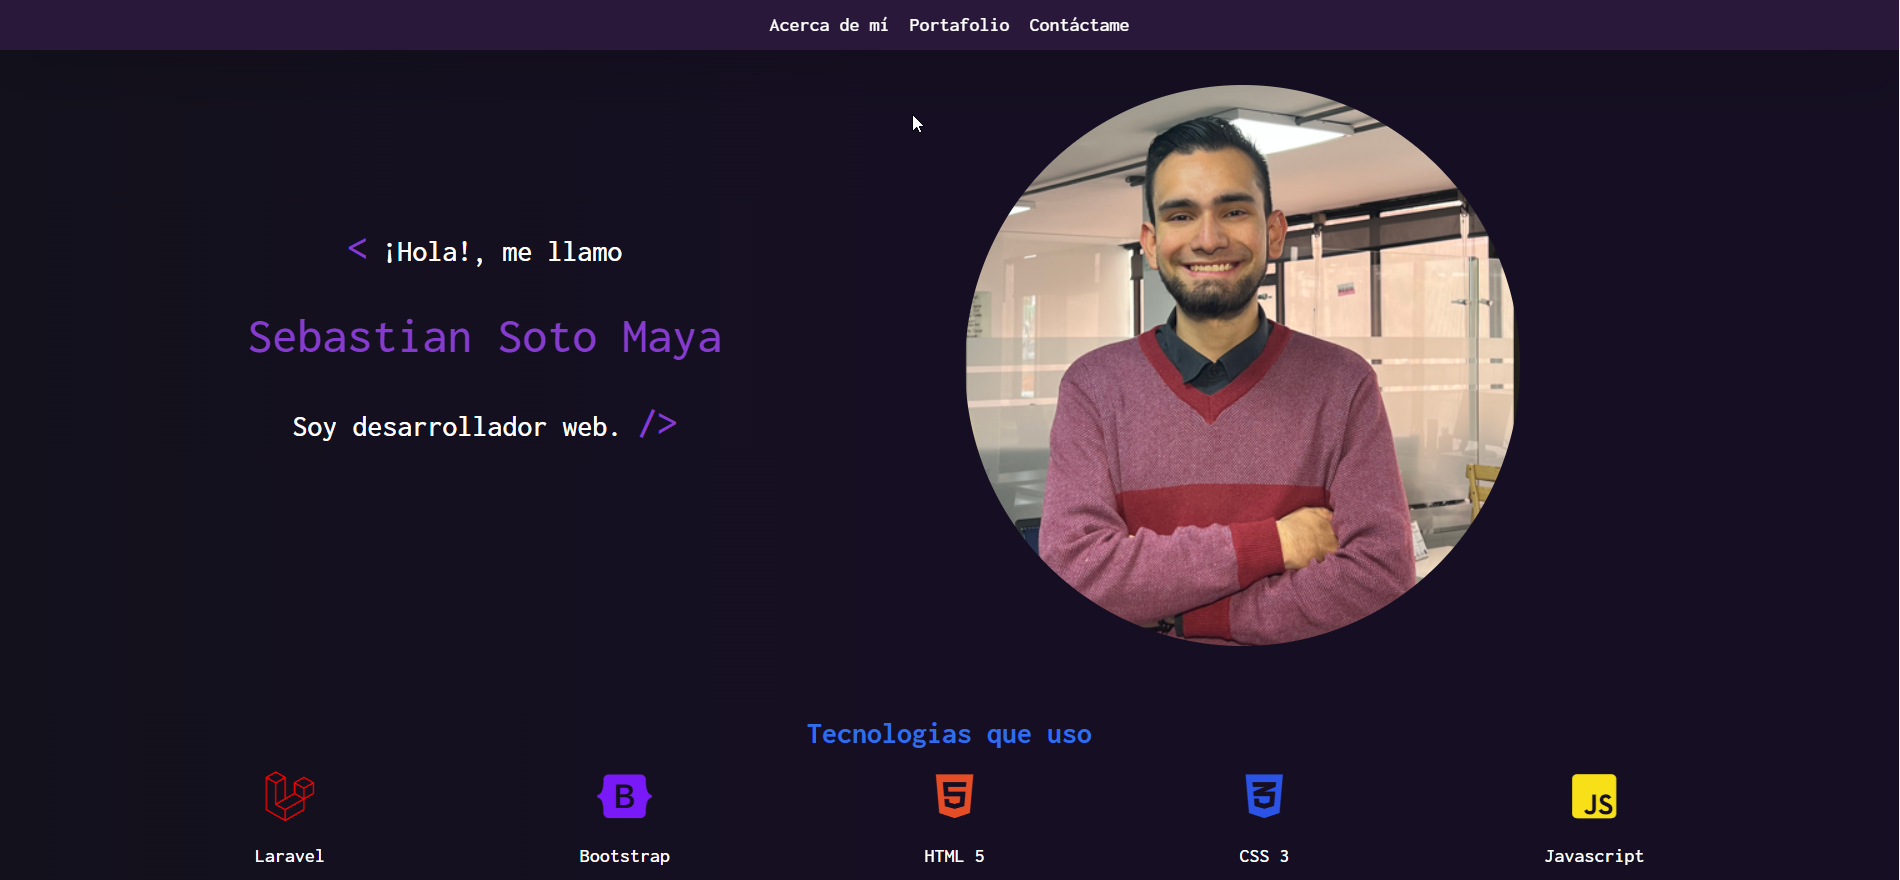 Acerca de mí Portafolio Contáctame
< ¡Hola!, me llamo
Sebastian Soto Maya
Soy desarrollador web. />
Tecnologias que uso
B
5
3
JS
Laravel
Bootstrap
HTML 5
CSS 3
Javascript